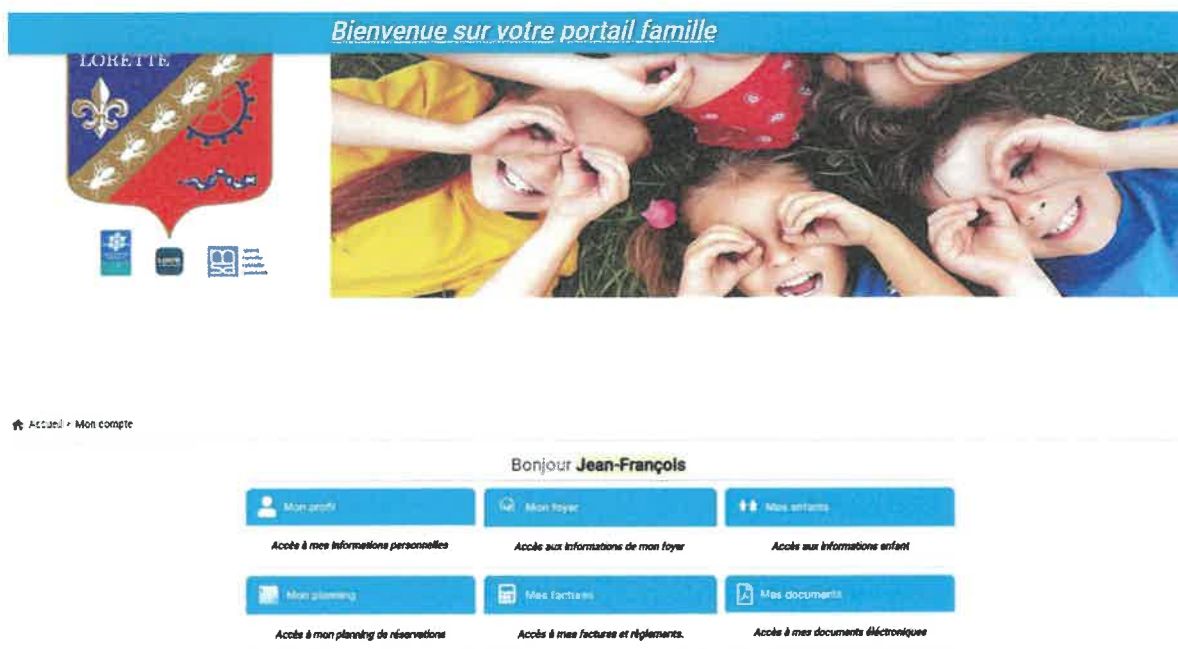 Bienvenue sur votre portail famille
LORETTE
Accueil > Mon compte
Bonjour Jean-François
Mon profil
Mon foyer
Mes enfants
Accès à mes informations personnelles
Accès aux informations de mon foyer
Accès aux informations enfant
Mon planning
Mes factures
Mes documents
Accès à mon planning de réservations
Accès à mes factures et règlements.
Accès à mes documents éléctroniques